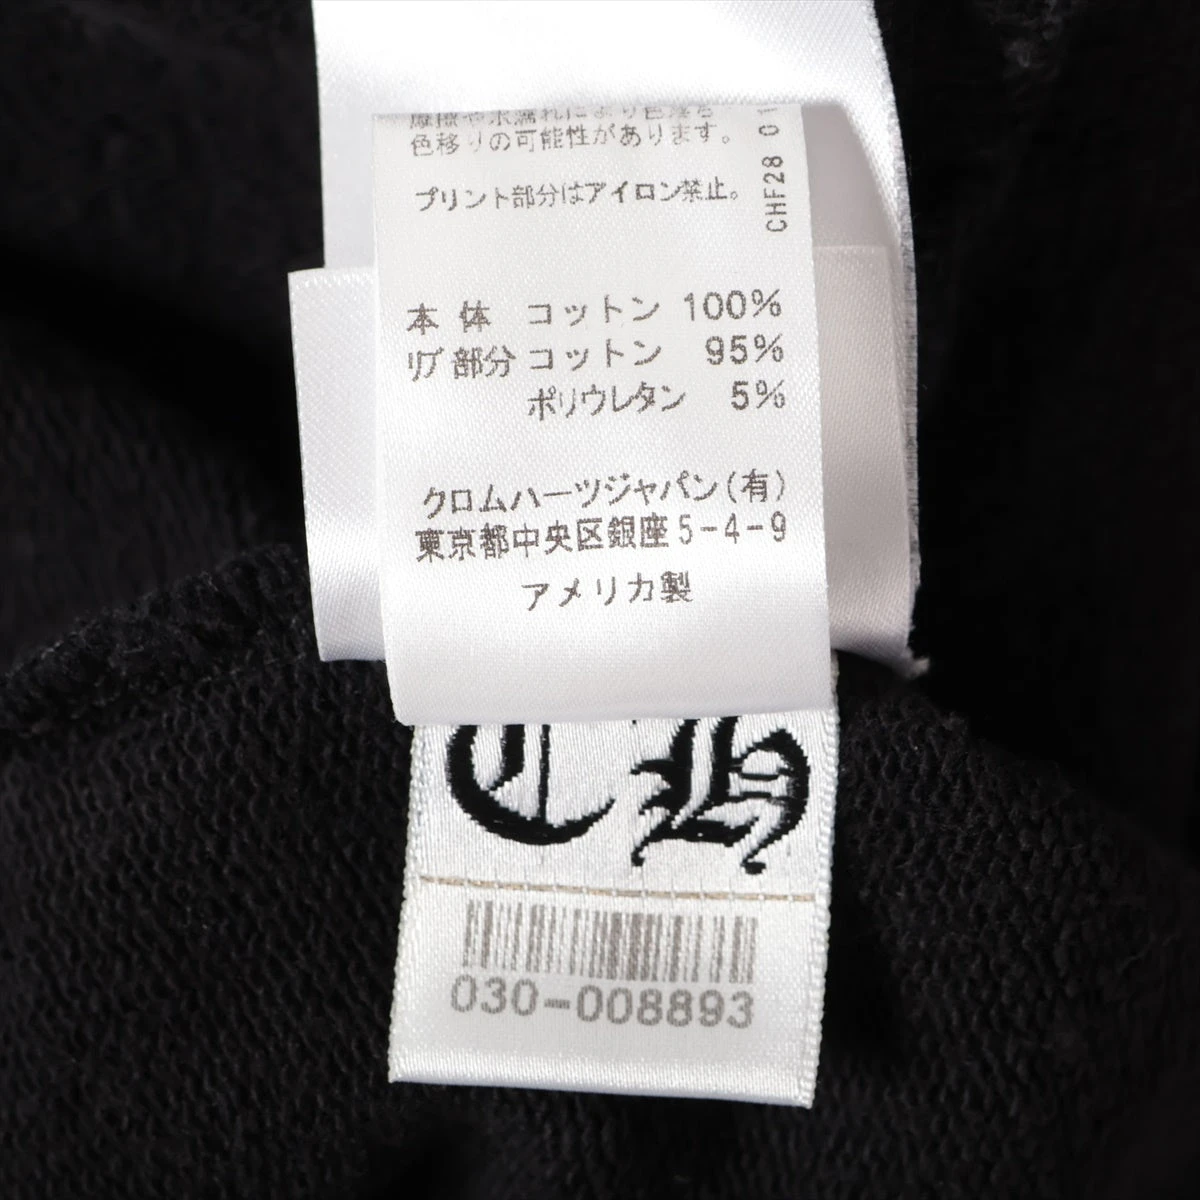 摩擦や水濡れにより色落ち
色移りの可能性があります。
プリント部分はアイロン禁止。
CHF28 01
本体 コットン 100%
リブ部分 コットン 95%
ポリウレタン 5%
クロムハーツジャパン(有)
東京都中央区銀座5-4-9
アメリカ製
CH
030-008893